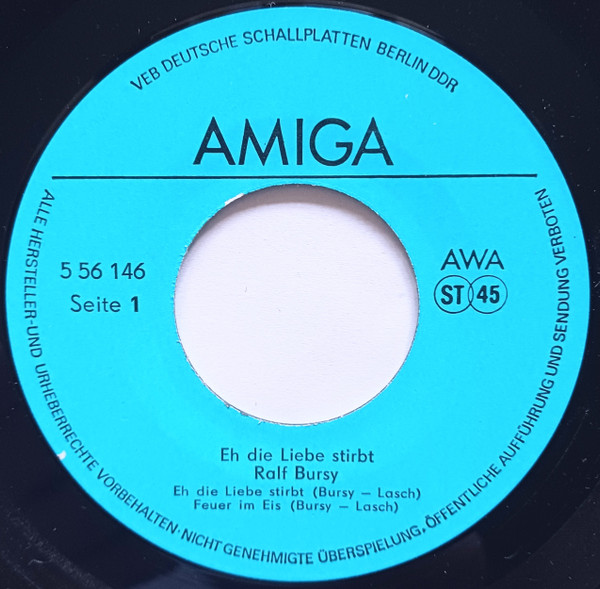 VEB DEUTSCHE SCHALLPLATTEN BERLIN DDR
AMIGA
5 56 146
Seite 1
AWA
ST 45
Eh die Liebe stirbt
Ralf Bursy
Eh die Liebe stirbt (Bursy – Lasch)
Feuer im Eis (Bursy – Lasch)
ALLE HERSTELLER-UND URHEBERRECHTE VORBEHALTEN·NICHT GENEHMIGTE ÜBERSPIELUNG, ÖFFENTLICHE AUFFÜHRUNG UND SENDUNG VERBOTEN